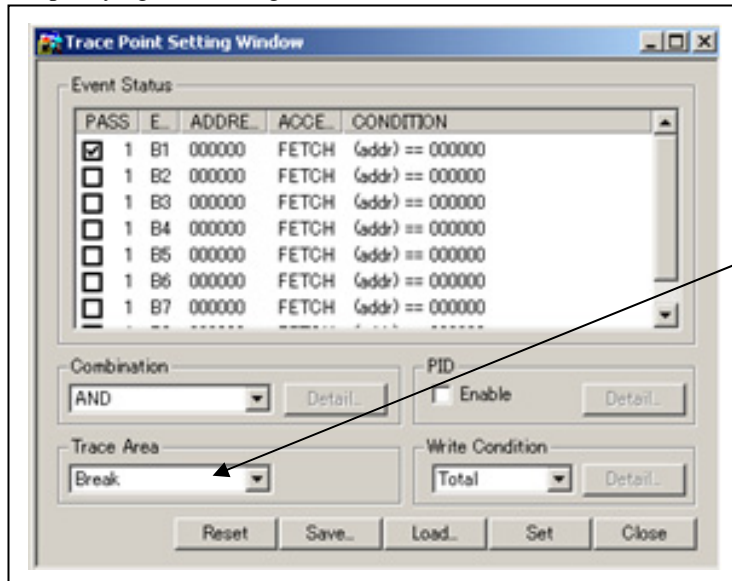 Trace Point Setting Window
Event Status
PASS E... ADDRE... ACCE... CONDITION
1 B1 000000 FETCH (addr) == 000000
1 B2 000000 FETCH (addr) == 000000
1 B3 000000 FETCH (addr) == 000000
1 B4 000000 FETCH (addr) == 000000
1 B5 000000 FETCH (addr) == 000000
1 B6 000000 FETCH (addr) == 000000
1 B7 000000 FETCH (addr) == 000000
Combination
AND Detail...
PID
Enable Detail...
Trace Area
Break
Write Condition
Total Detail...
Reset Save... Load... Set Close